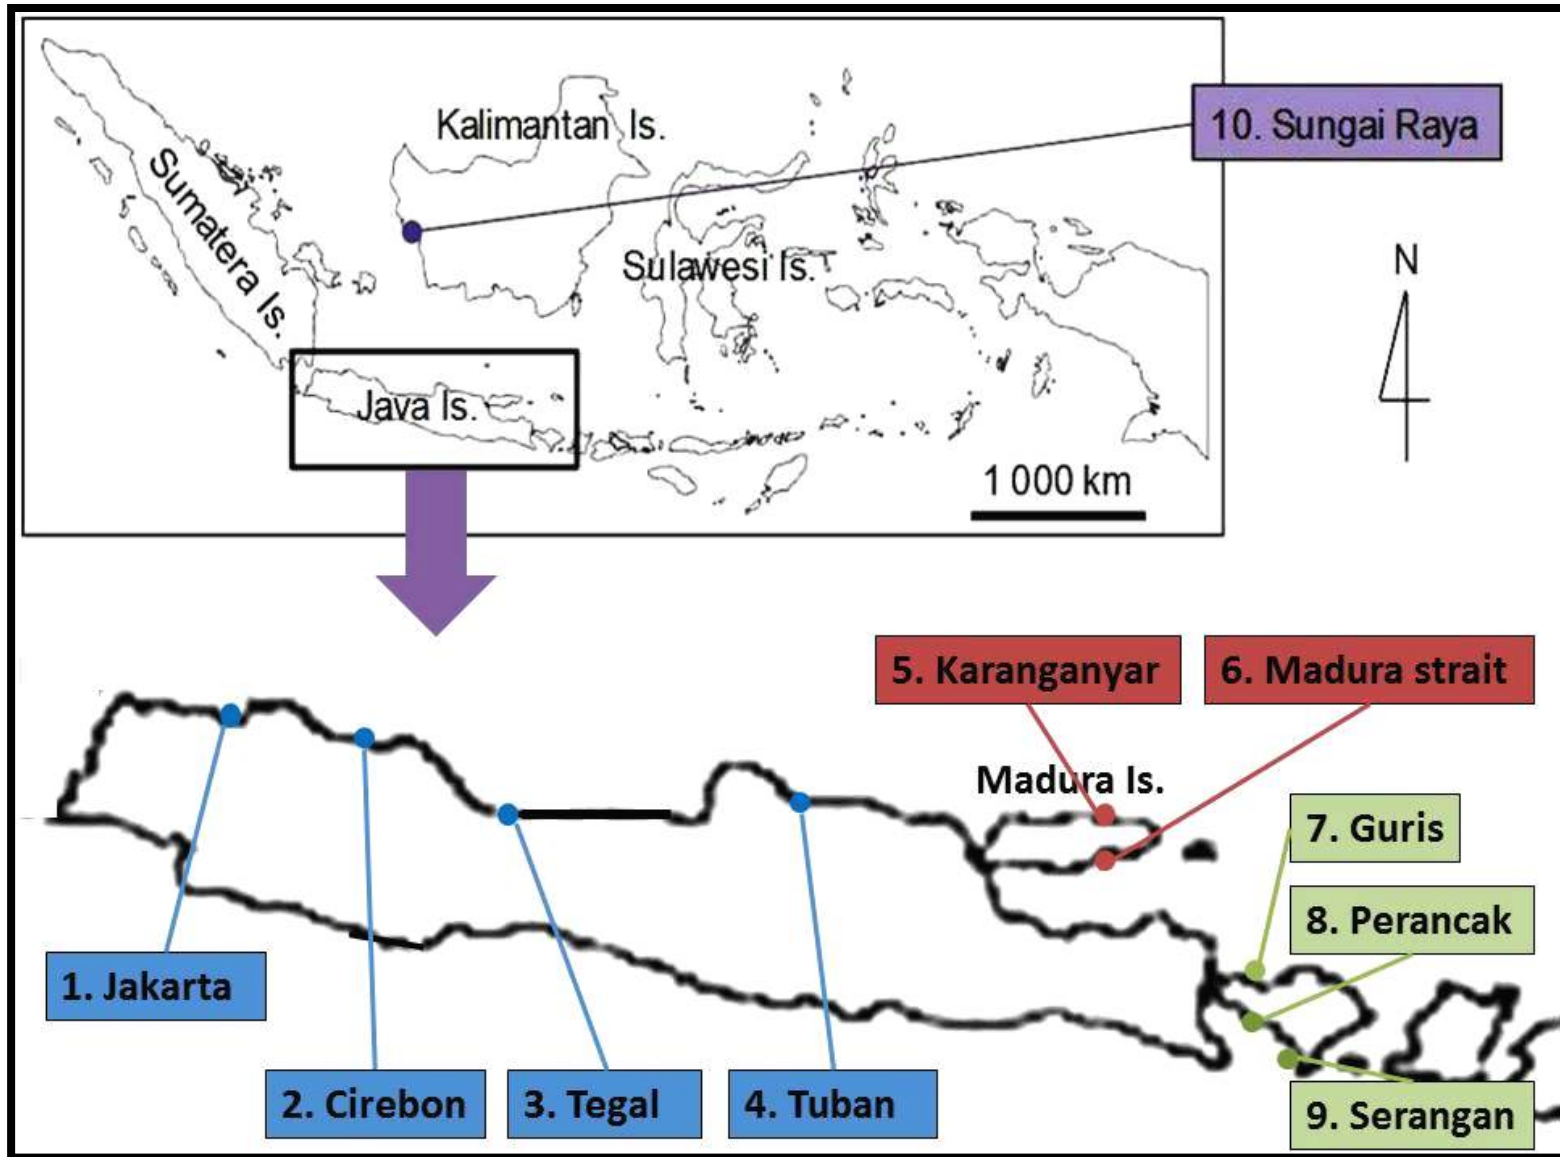 Kalimantan Is.
10. Sungai Raya
Sumatera Is.
Sulawesi Is.
N
Java Is.
1 000 km
5. Karanganyar
6. Madura strait
Madura Is.
7. Guris
8. Perancak
1. Jakarta
2. Cirebon
3. Tegal
4. Tuban
9. Serangan